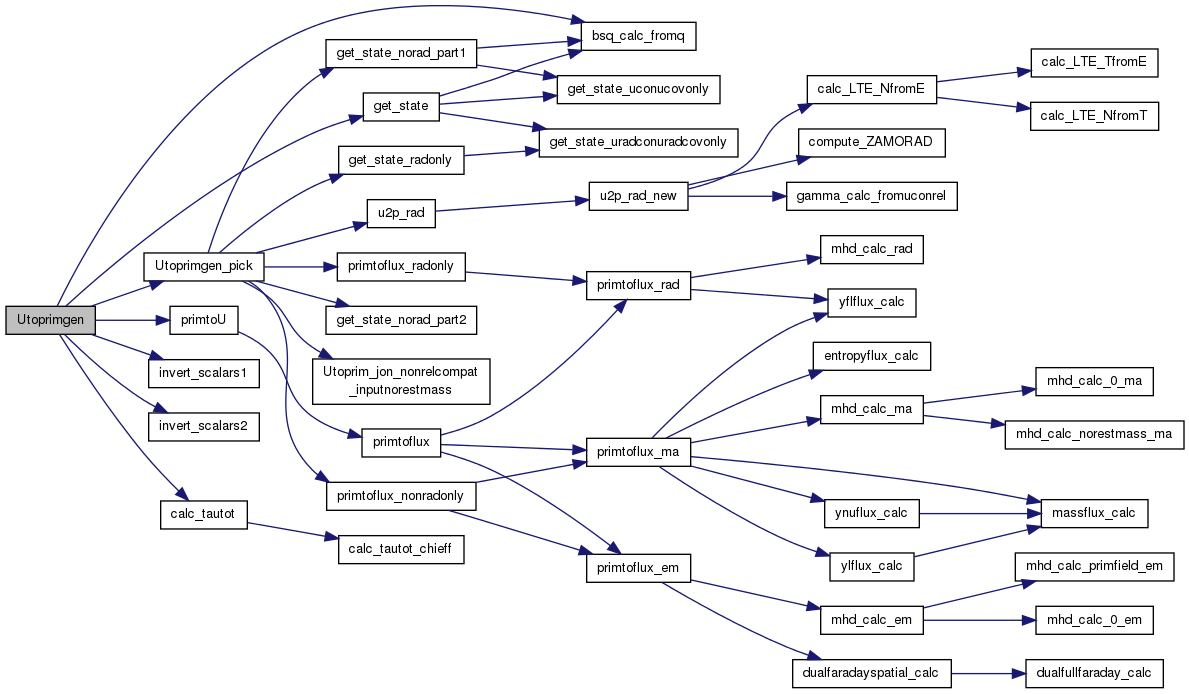 Utoprimgen
bsq_calc_fromq
get_state_norad_part1
get_state
get_state_uconucovonly
get_state_uradconuradcovonly
get_state_radonly
u2p_rad
u2p_rad_new
calc_LTE_NfromE
calc_LTE_TfromE
calc_LTE_NfromT
compute_ZAMORAD
gamma_calc_fromuconrel
Utoprimgen_pick
primtoflux_radonly
primtoflux_rad
mhd_calc_rad
yflflux_calc
get_state_norad_part2
primtoU
Utoprim_jon_nonrelcompat
_inputnorestmass
invert_scalars1
invert_scalars2
entropyflux_calc
mhd_calc_ma
mhd_calc_0_ma
mhd_calc_norestmass_ma
primtoflux
primtoflux_ma
primtoflux_nonradonly
ynuflux_calc
massflux_calc
calc_tautot
calc_tautot_chieff
primtoflux_em
ylflux_calc
mhd_calc_primfield_em
mhd_calc_em
mhd_calc_0_em
dualfaradayspatial_calc
dualfullfaraday_calc